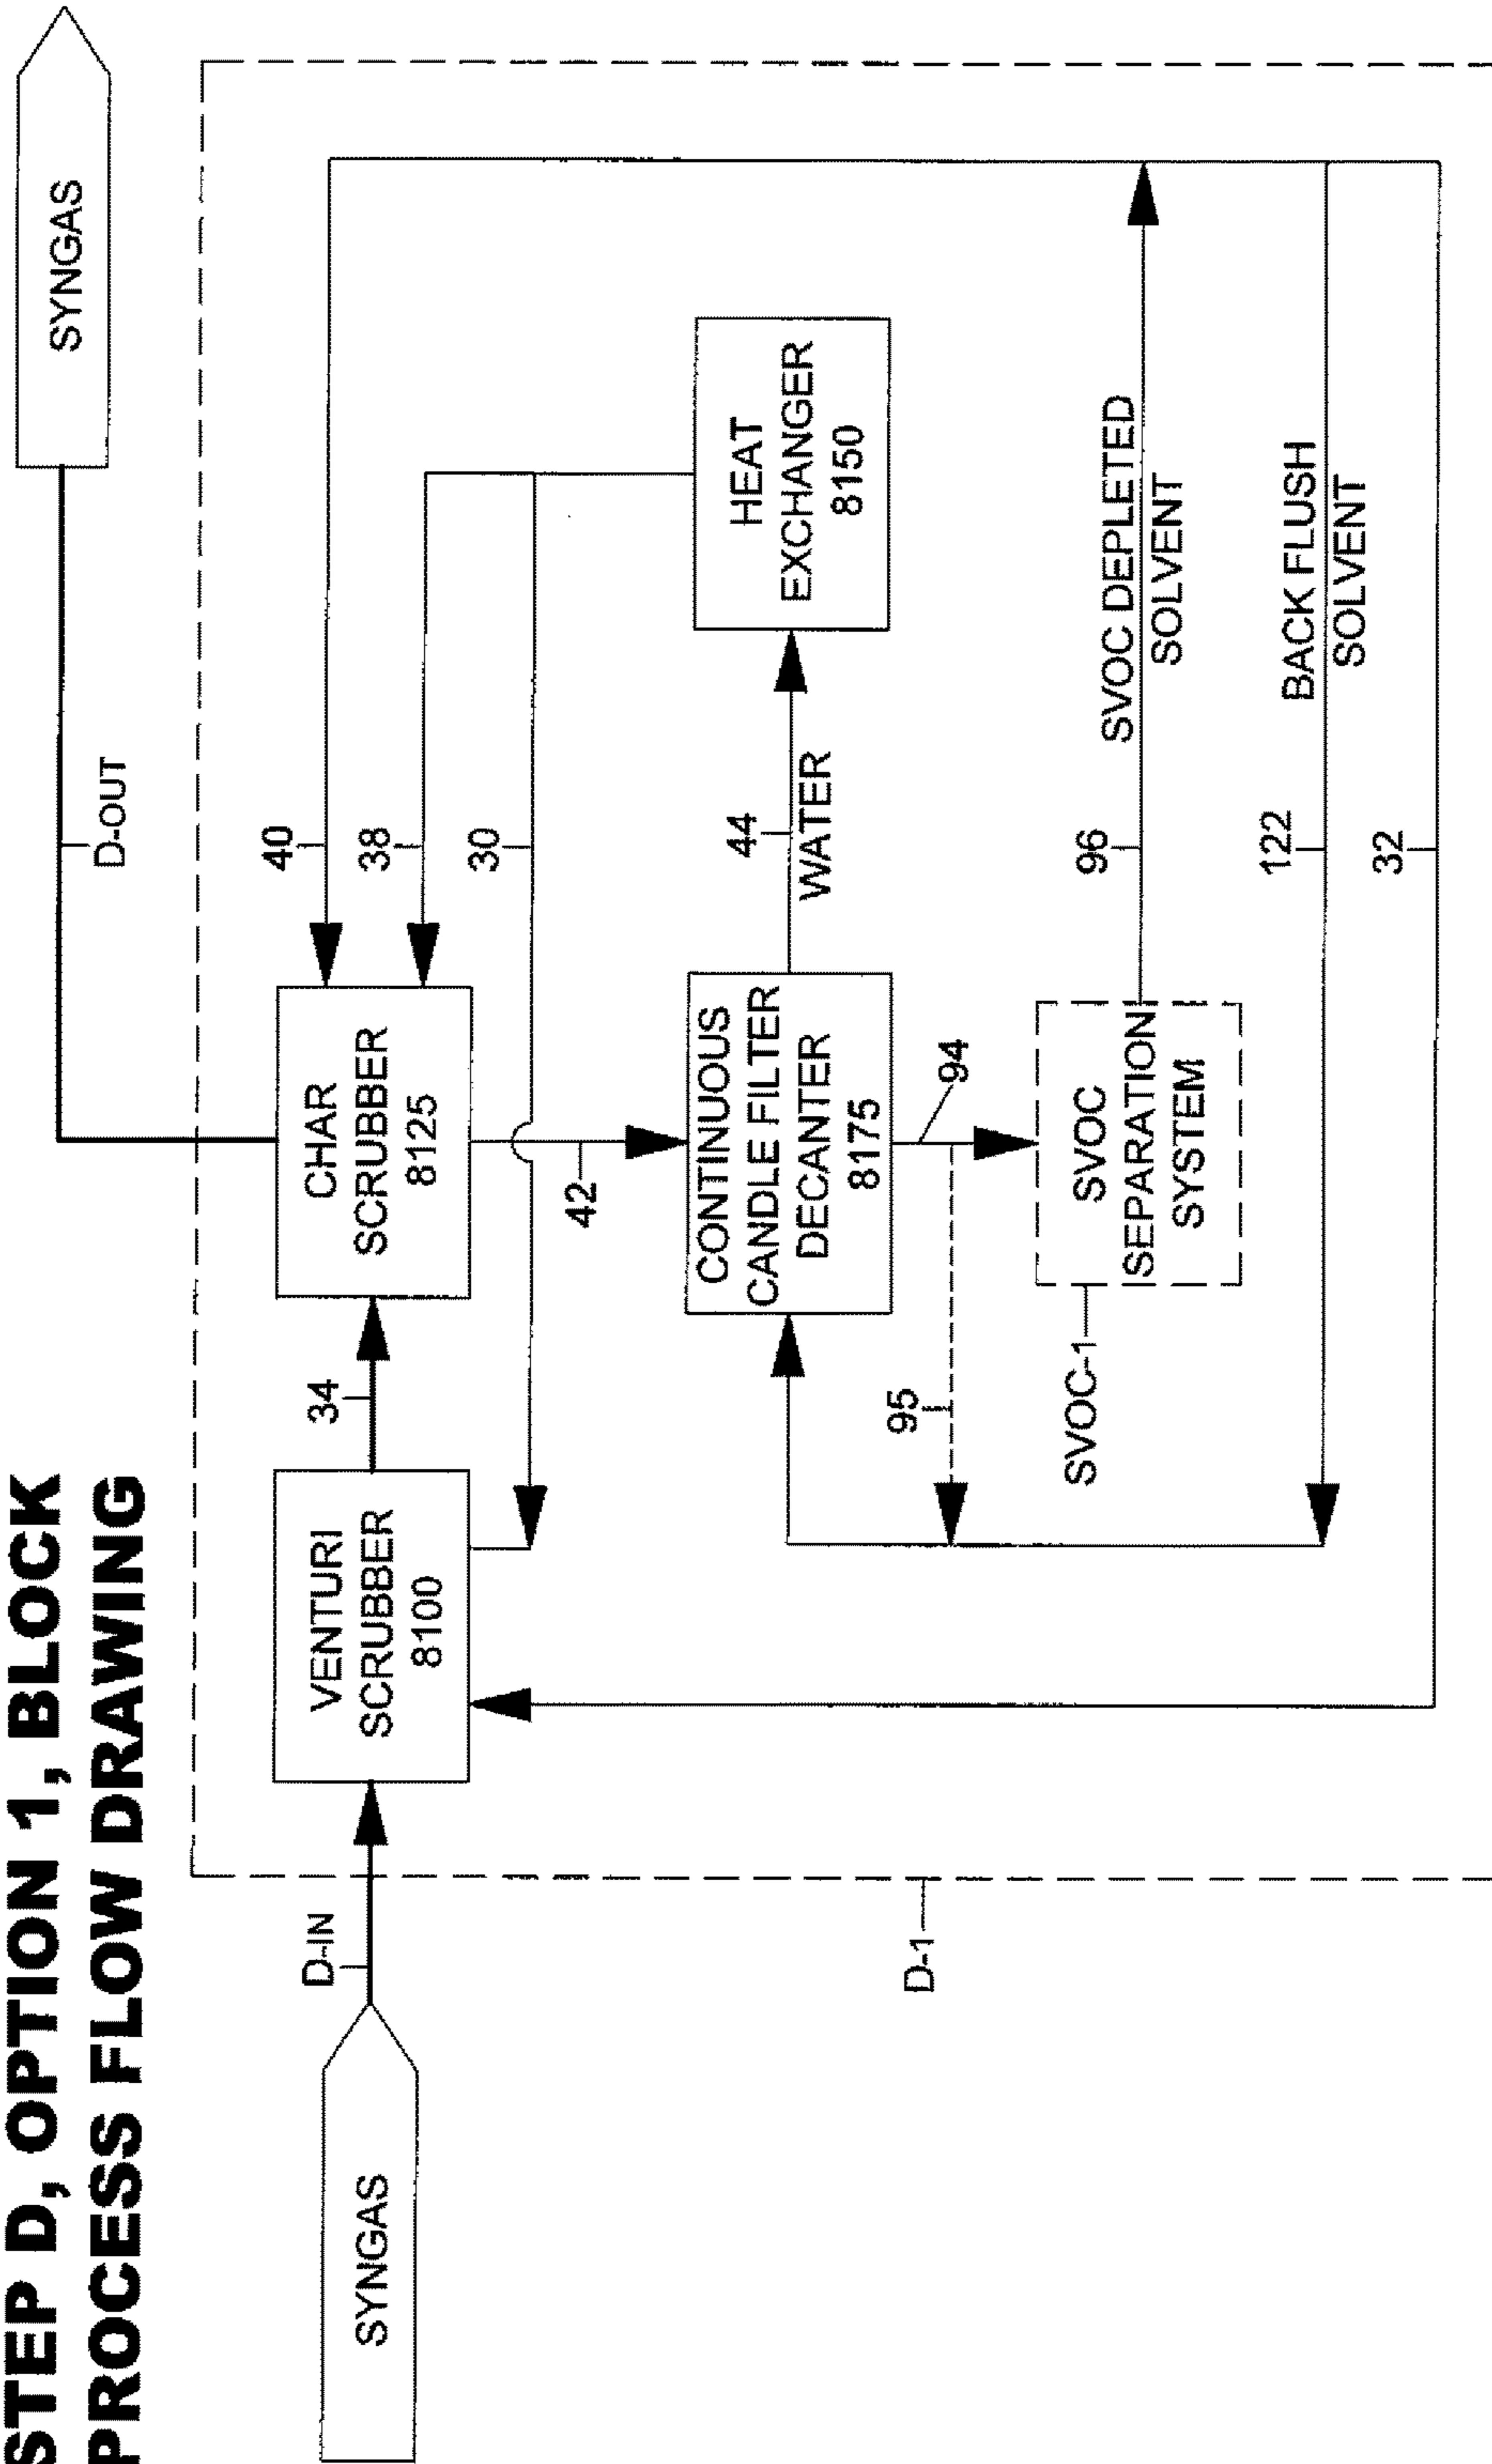 STEP D, OPTION 1, BLOCK
PROCESS FLOW DRAWING
SYNGAS
D-OUT
SYNGAS
D-IN
VENTURI
SCRUBBER
8100
34
CHAR
SCRUBBER
8125
40
38
30
42
CONTINUOUS
CANDLE FILTER
DECANTER
8175
44
WATER
HEAT
EXCHANGER
8150
94
95
SVOC-1
SVOC
SEPARATION
SYSTEM
96
SVOC DEPLETED
SOLVENT
122
BACK FLUSH
SOLVENT
32
D-1